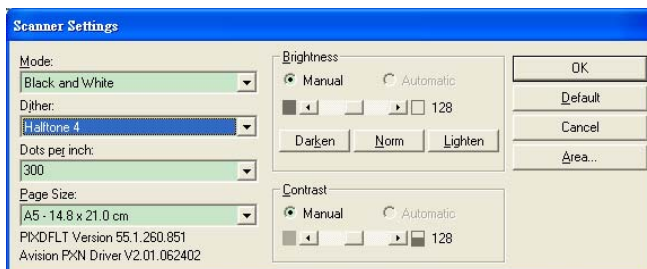 Scanner Settings
Mode:
Black and White
Dither:
Halftone 4
Dots per inch:
300
Page Size:
A5 - 14.8 x 21.0 cm
PIXDFLT Version 55.1.260.851
Avision PXN Driver V2.01.062402
Brightness
Manual Automatic
128
Darken Norm Lighten
Contrast
Manual Automatic
128
OK
Default
Cancel
Area...